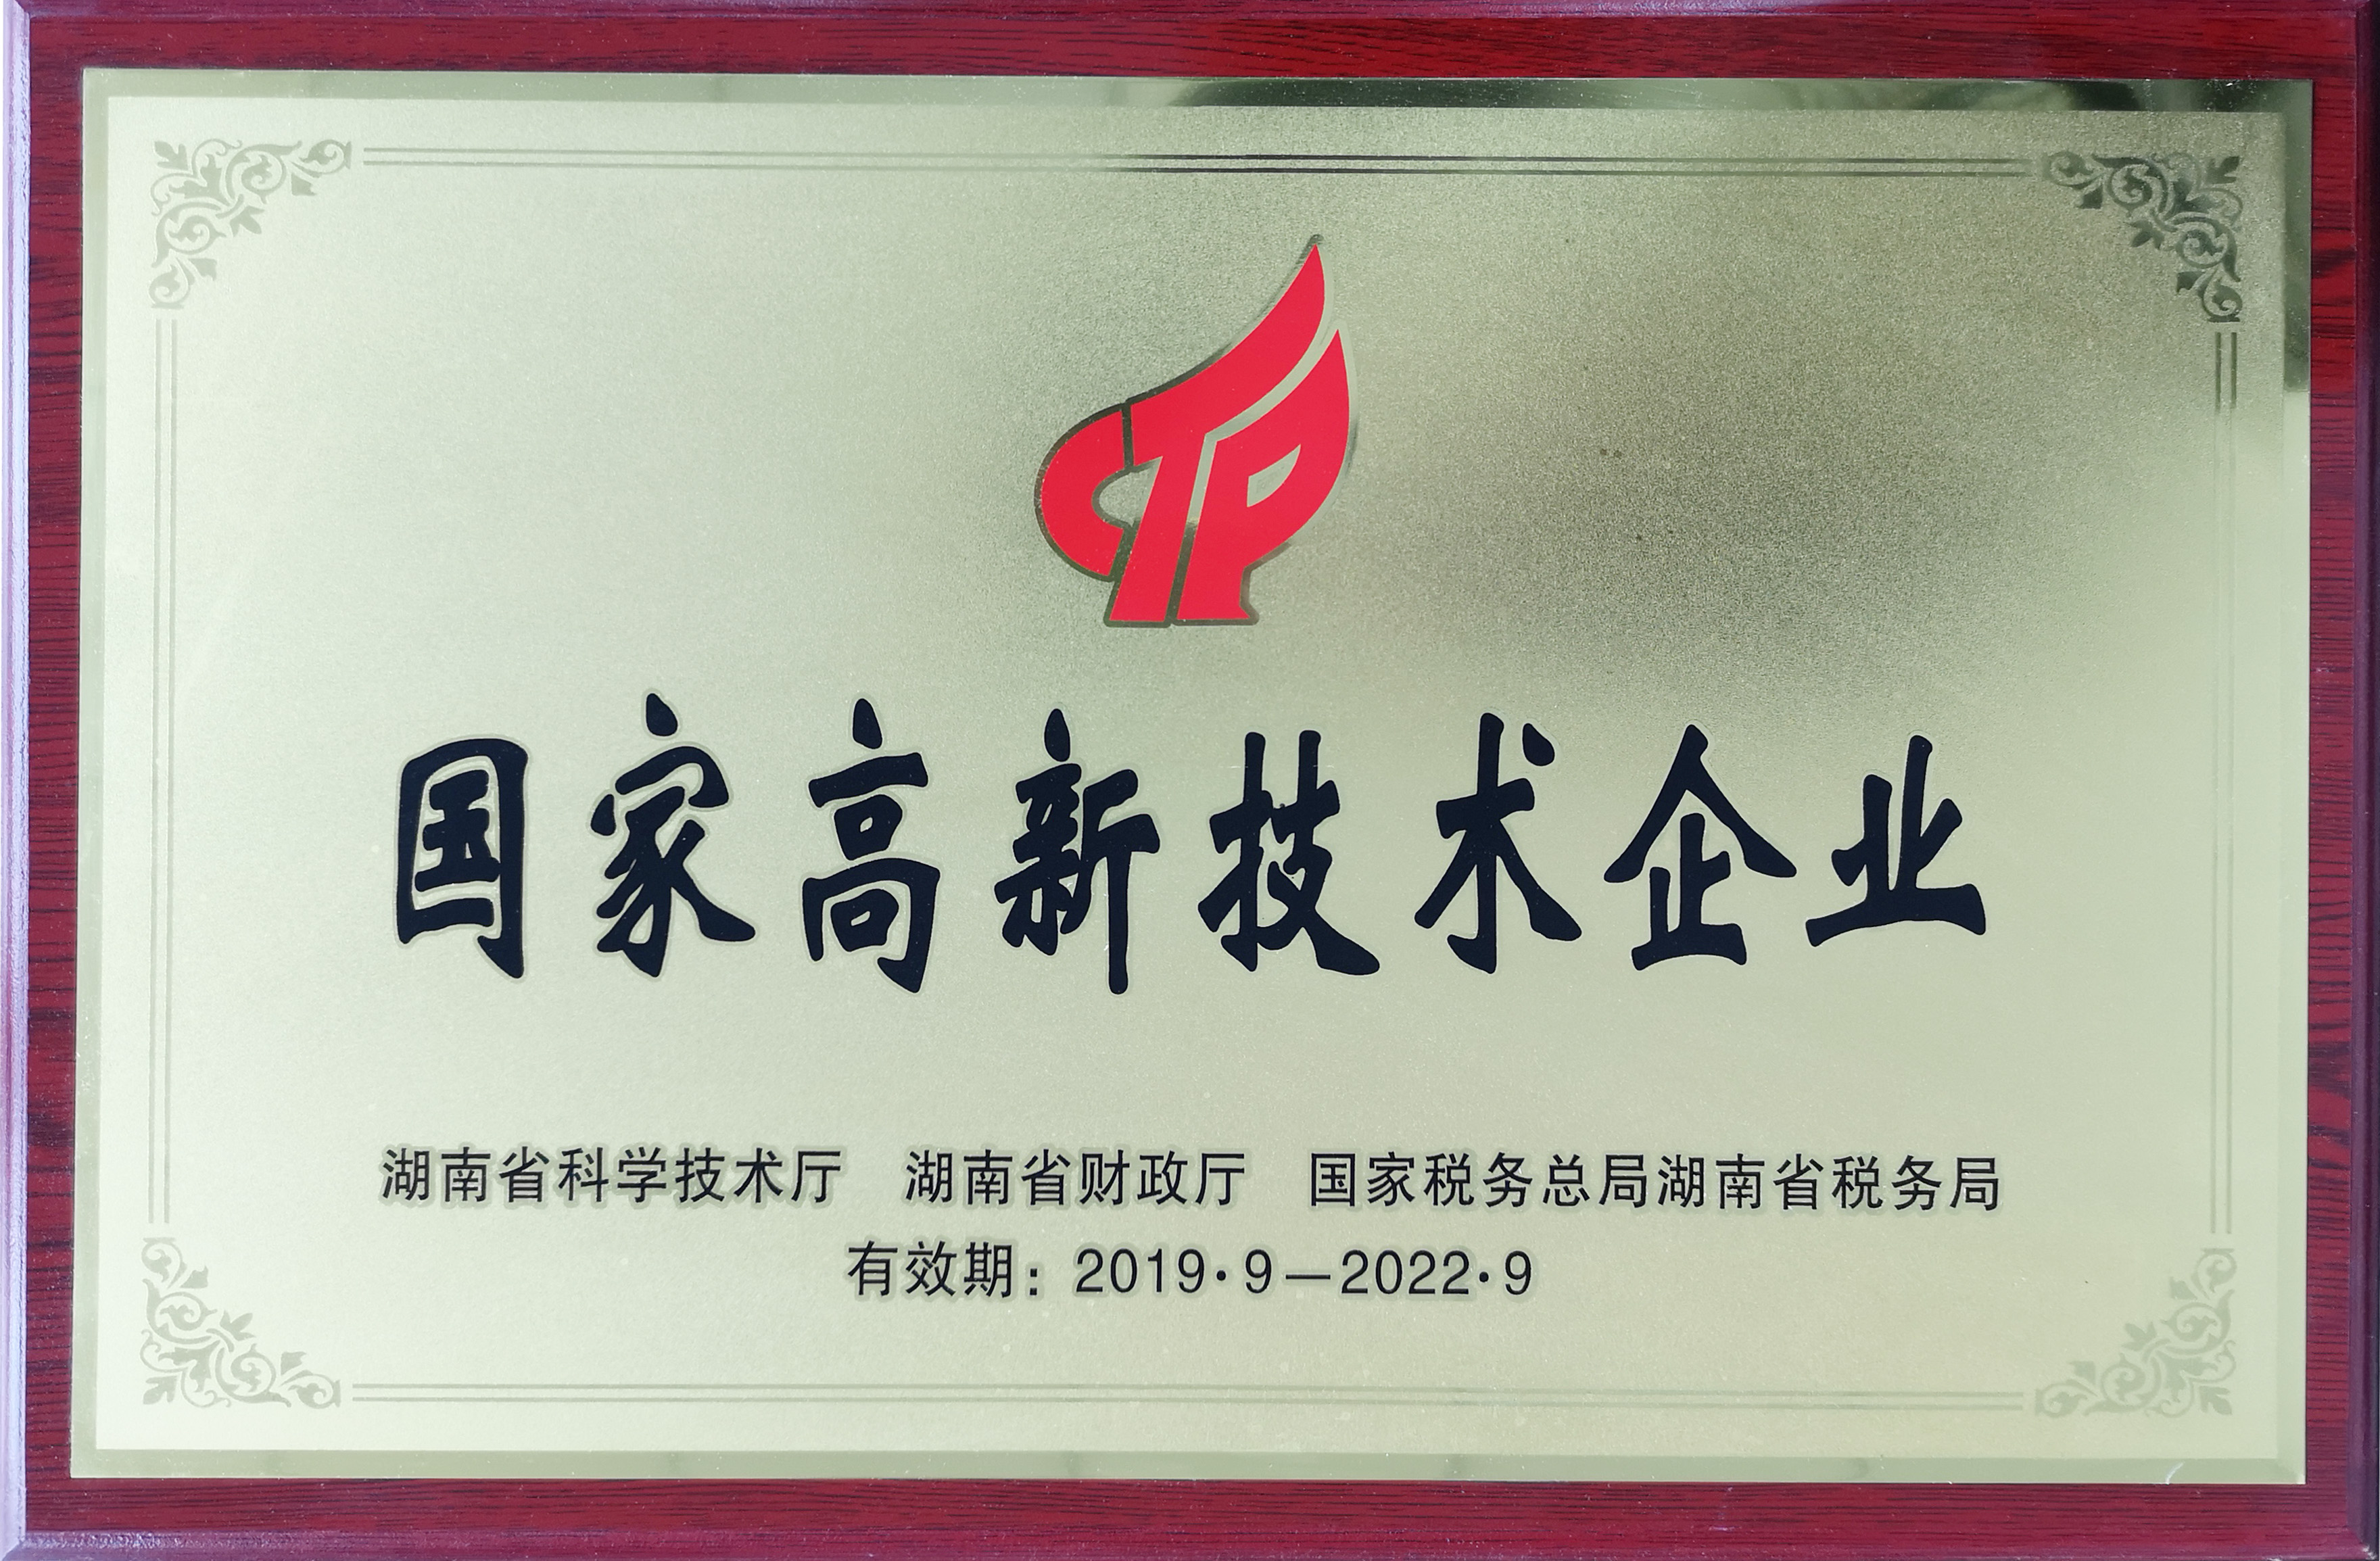 CTP
国家高新技术企业
湖南省科学技术厅 湖南省财政厅 国家税务总局湖南省税务局
有效期：2019·9—2022·9